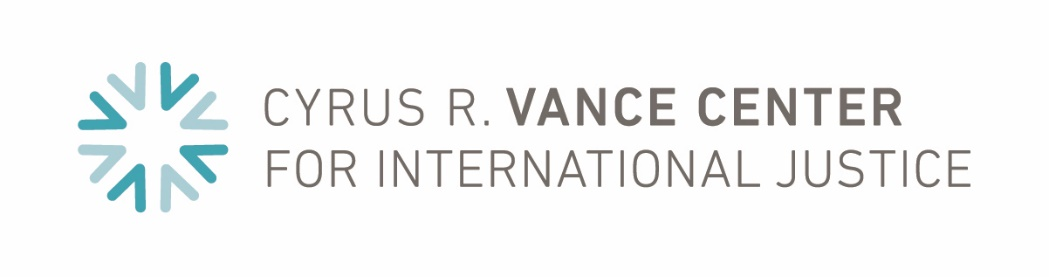 CYRUS R. VANCE CENTER
FOR INTERNATIONAL JUSTICE